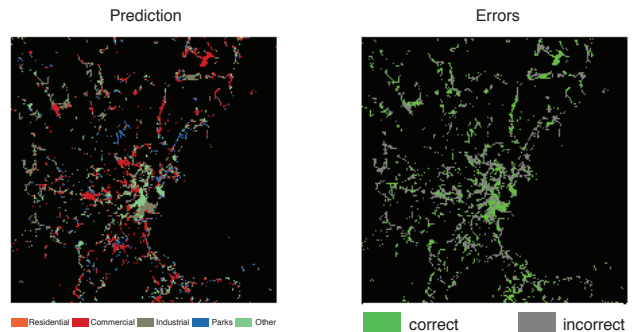 Prediction
Errors
Residential Commercial Industrial Parks Other
correct incorrect